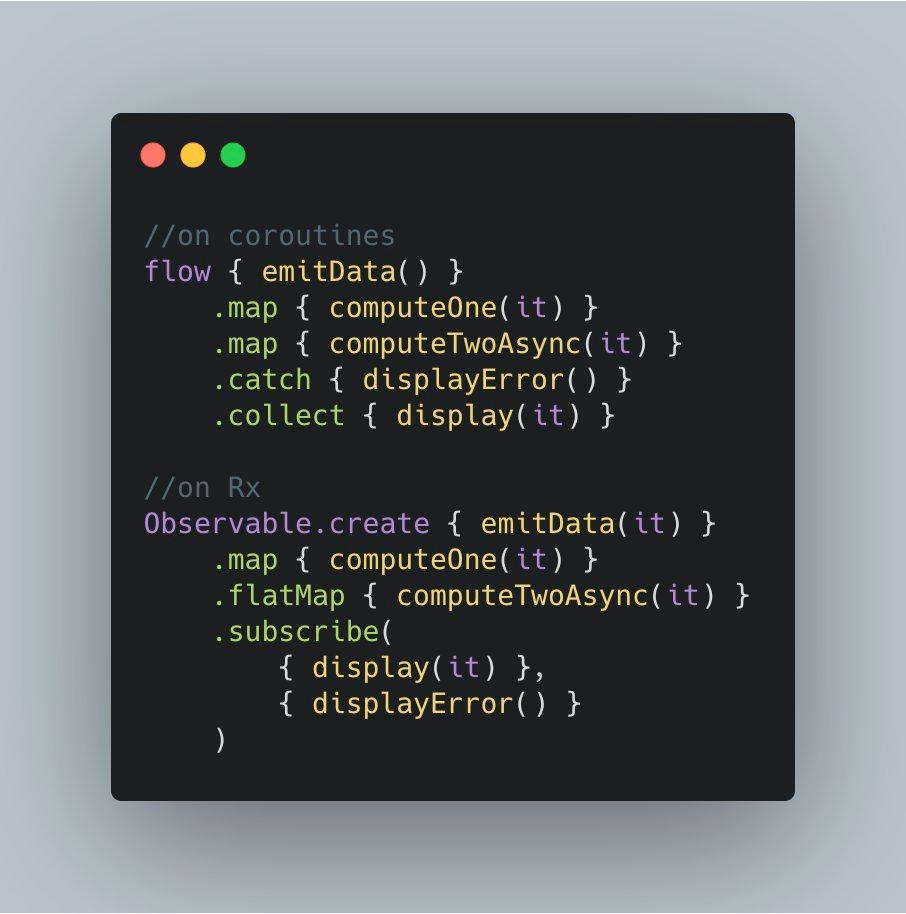 //on coroutines
flow { emitData() }
    .map { computeOne(it) }
    .map { computeTwoAsync(it) }
    .catch { displayError() }
    .collect { display(it) }

//on Rx
Observable.create { emitData(it) }
    .map { computeOne(it) }
    .flatMap { computeTwoAsync(it) }
    .subscribe(
        { display(it) },
        { displayError() }
    )